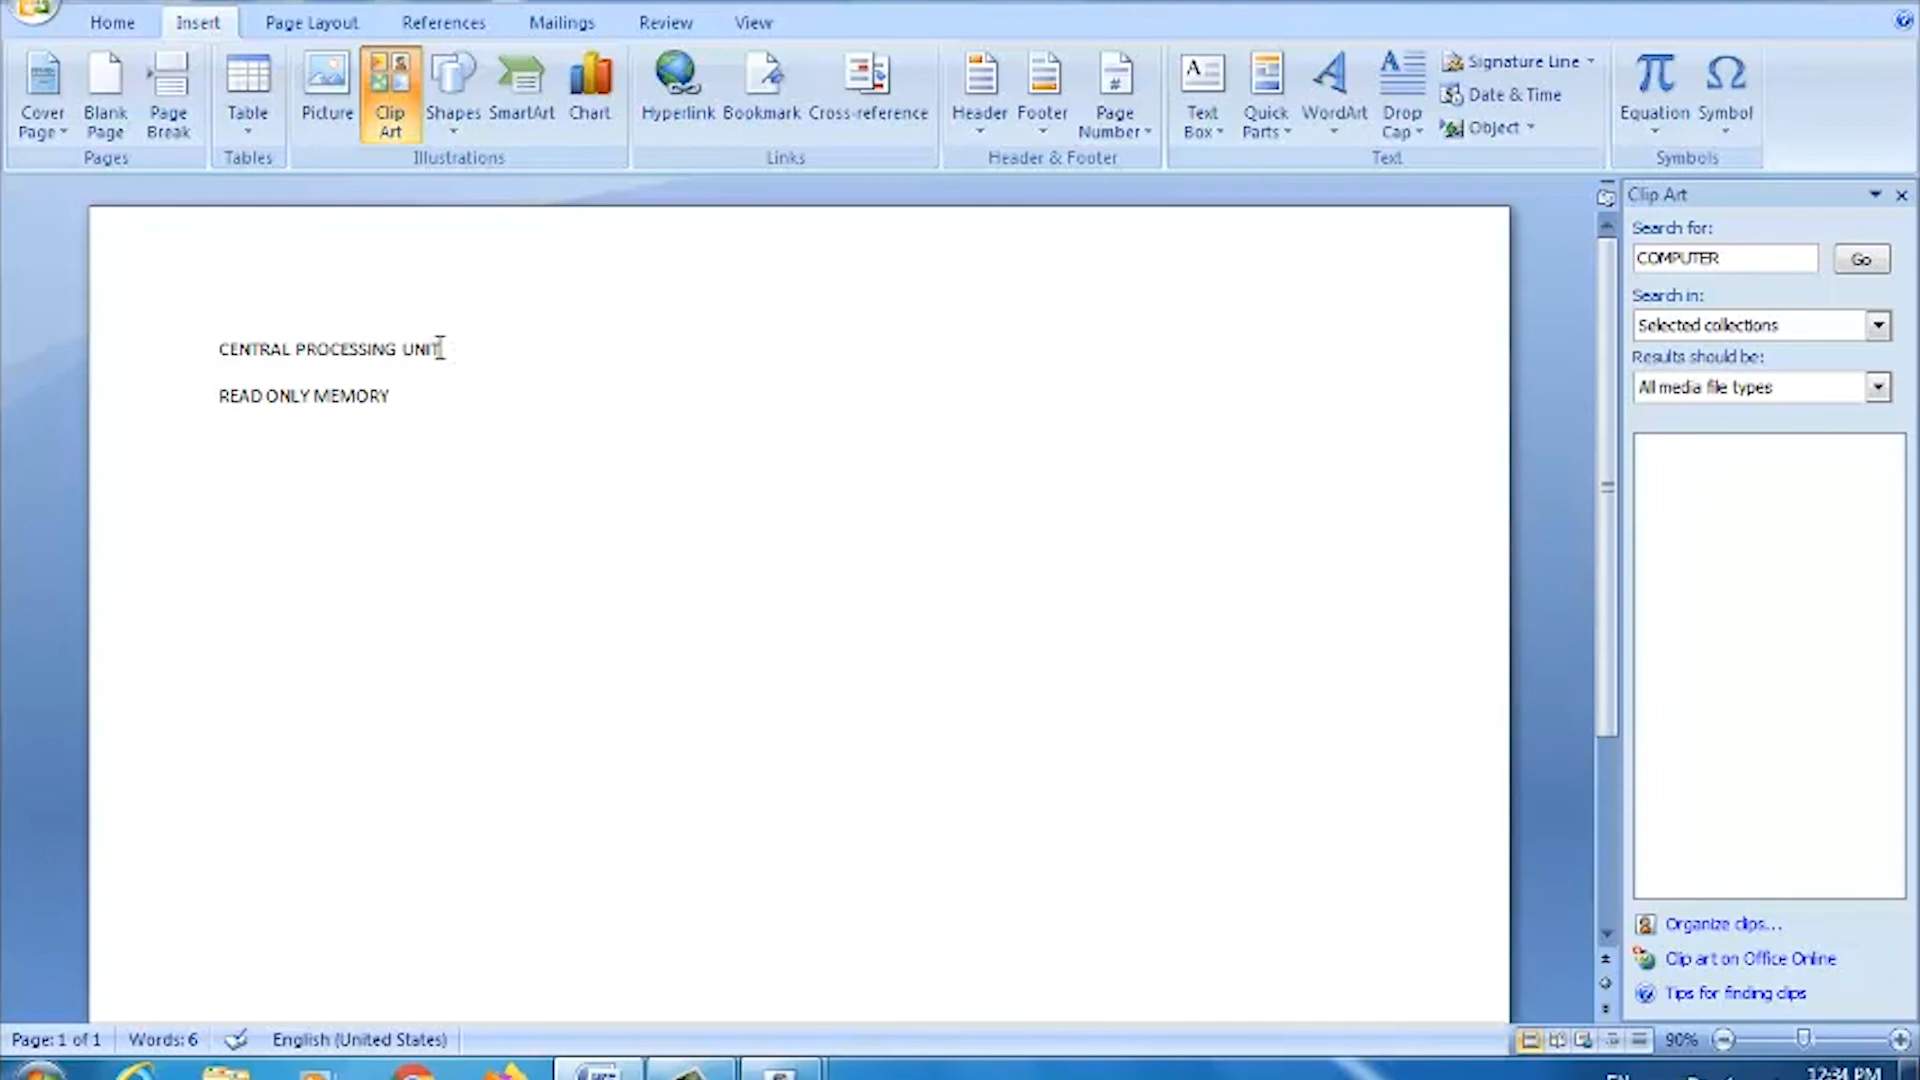 Home Insert Page Layout References Mailings Review View
Cover Page Blank Page Page Break Table Picture Clip Art Shapes SmartArt Chart Hyperlink Bookmark Cross-reference Header Footer Page Number Text Box Quick Parts WordArt Drop Cap Signature Line Date & Time Object Equation Symbol
Pages Tables Illustrations Links Header & Footer Text Symbols
Clip Art
Search for:
COMPUTER Go
Search in:
Selected collections
Results should be:
All media file types
CENTRAL PROCESSING UNIT
READ ONLY MEMORY
Organize clips...
Clip art on Office Online
Tips for finding clips
Page: 1 of 1 Words: 6 English (United States) 90%
12:34 PM